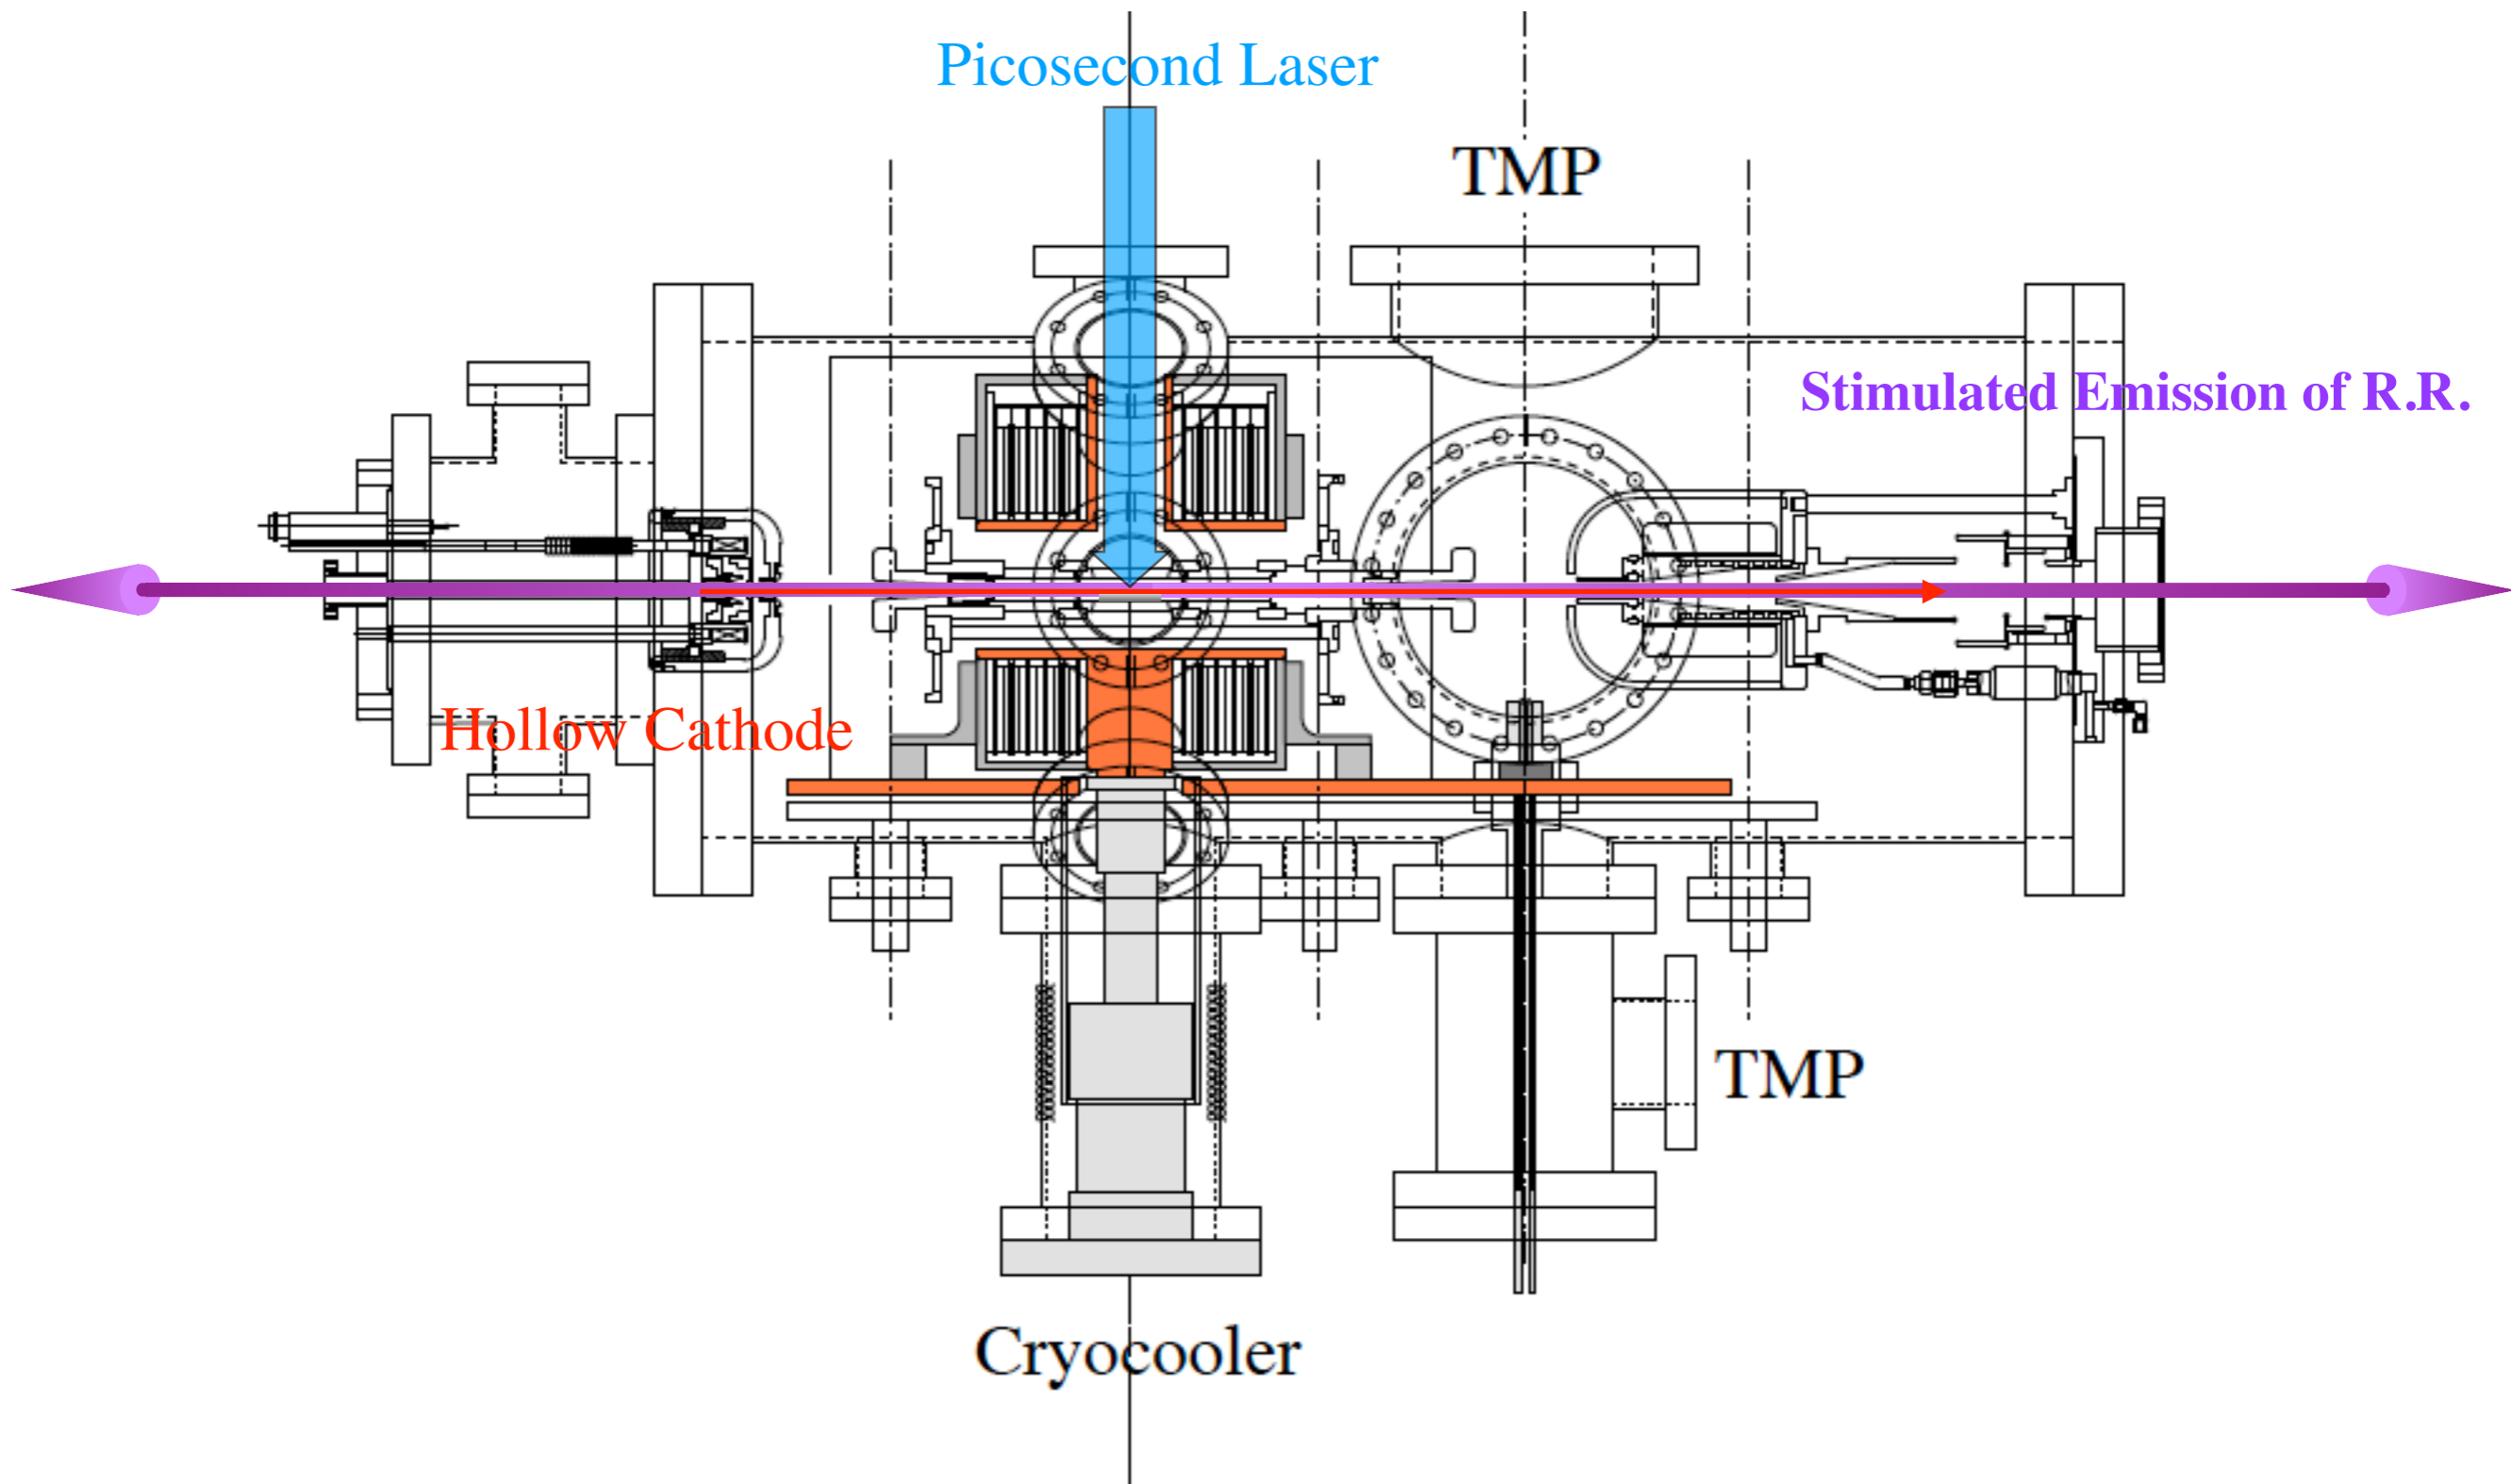 Picosecond Laser
TMP
Stimulated Emission of R.R.
Hollow Cathode
TMP
Cryocooler